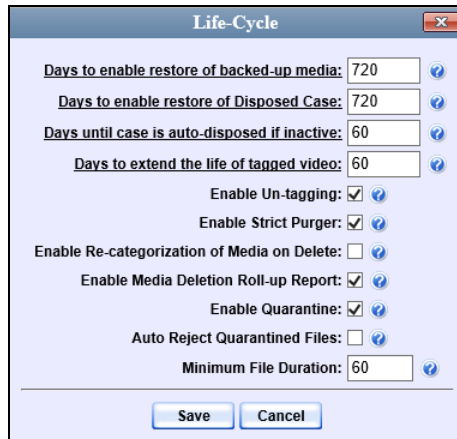 Life-Cycle
Days to enable restore of backed-up media: 720
Days to enable restore of Disposed Case: 720
Days until case is auto-disposed if inactive: 60
Days to extend the life of tagged video: 60
Enable Un-tagging:
Enable Strict Purger:
Enable Re-categorization of Media on Delete:
Enable Media Deletion Roll-up Report:
Enable Quarantine:
Auto Reject Quarantined Files:
Minimum File Duration: 60
Save Cancel